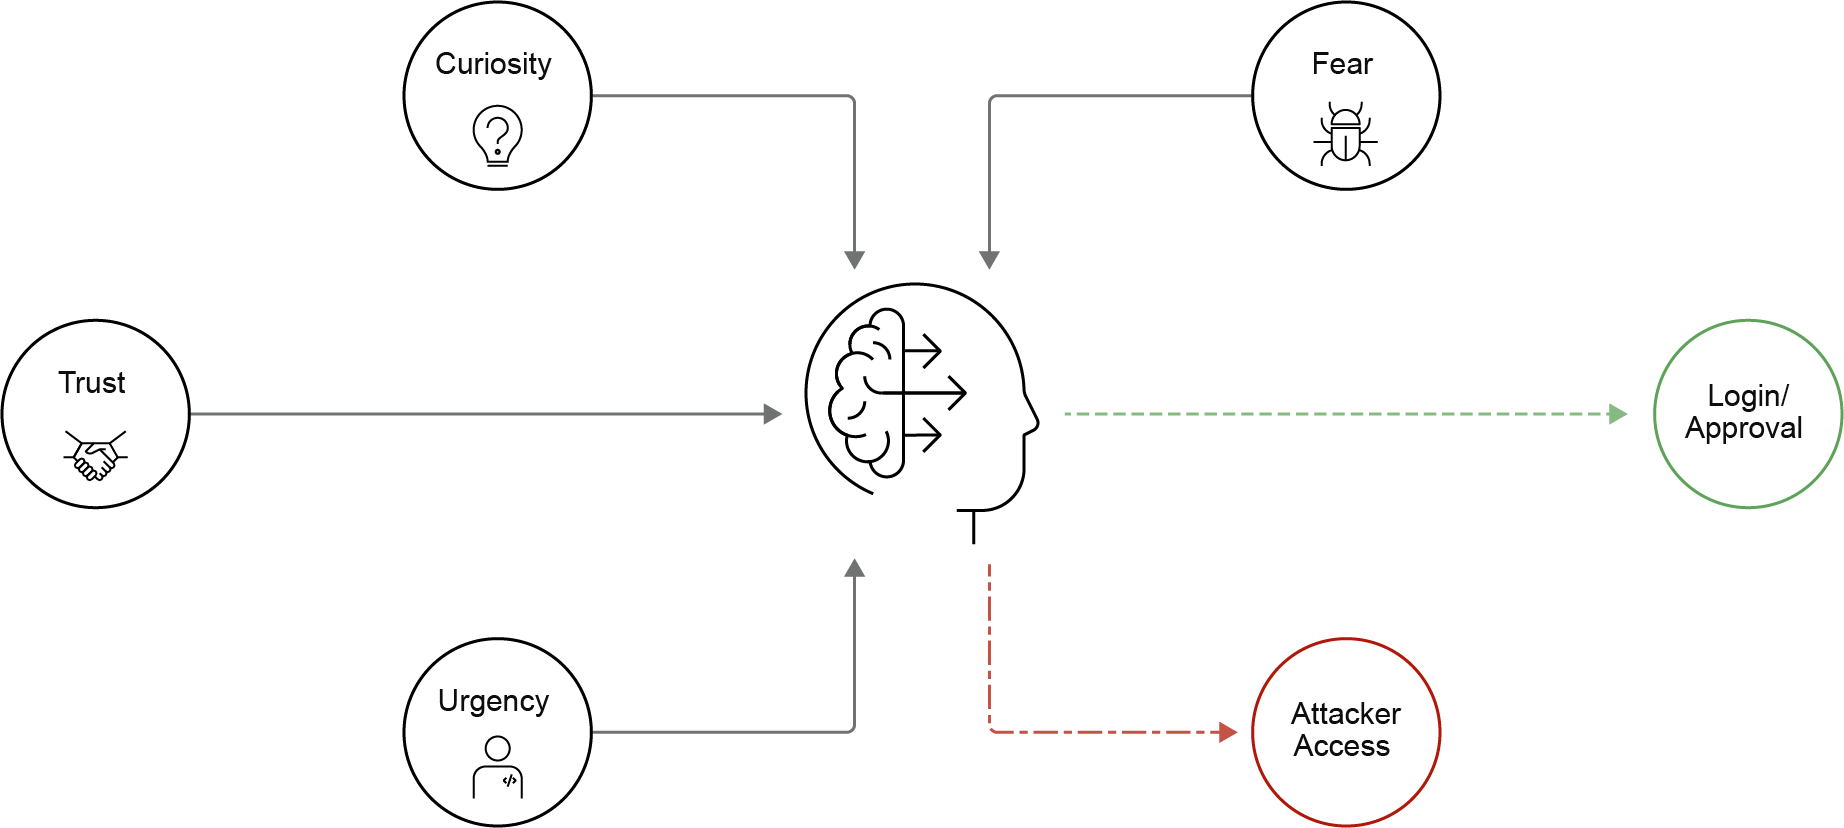 Curiosity
?
Fear
Trust
Login/
Approval
Urgency
</>
Attacker
Access